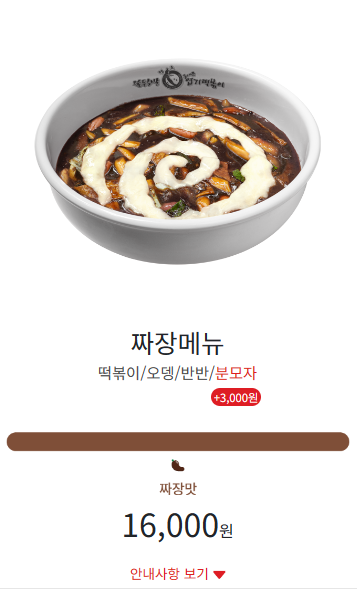 짜장메뉴
떡볶이/오뎅/반반/분모자
+3,000원
짜장맛
16,000원
안내사항 보기